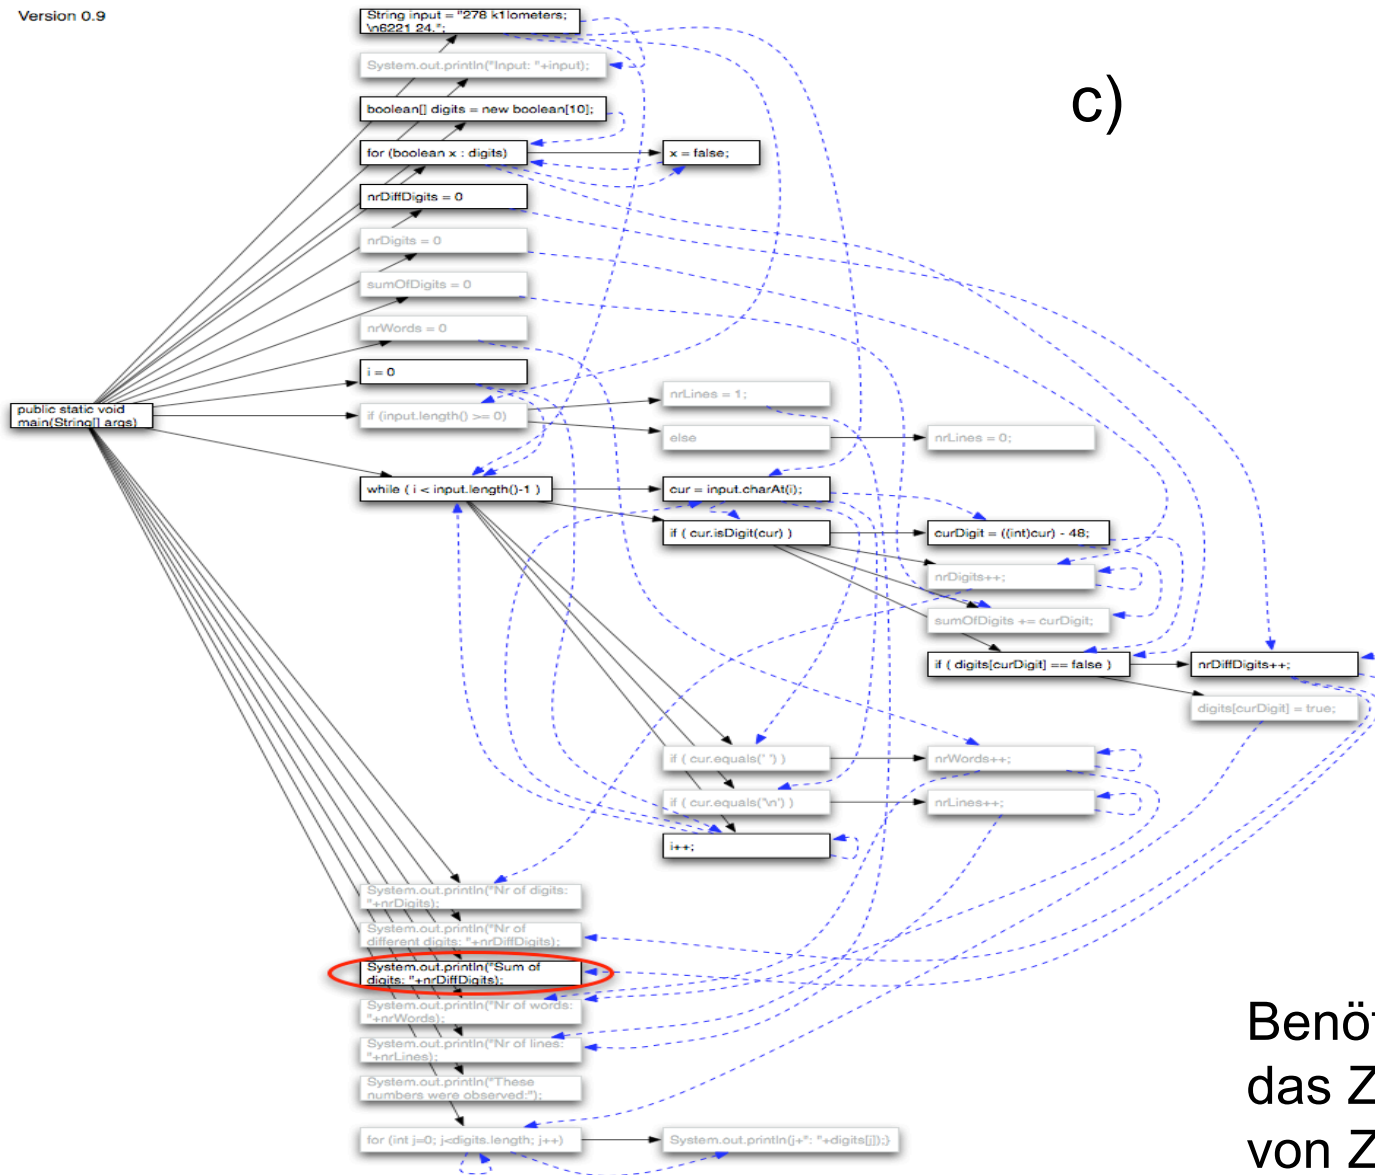 Version 0.9
String input = "278 k1lometers;
\n6221 24.";
System.out.println("Input: "+input);
c)
boolean[] digits = new boolean[10];
for (boolean x : digits)
x = false;
nrDiffDigits = 0
nrDigits = 0
sumOfDigits = 0
nrWords = 0
i = 0
public static void
main(String[] args)
if (input.length() >= 0)
nrLines = 1;
else
nrLines = 0;
while ( i < input.length()-1 )
cur = input.charAt(i);
if ( cur.isDigit(cur) )
curDigit = ((int)cur) - 48;
nrDigits++;
sumOfDigits += curDigit;
if ( digits[curDigit] == false )
nrDiffDigits++;
digits[curDigit] = true;
if ( cur.equals(' ') )
nrWords++;
if ( cur.equals('\n') )
nrLines++;
i++;
System.out.println("Nr of digits:
"+nrDigits);
System.out.println("Nr of
different digits: "+nrDiffDigits);
System.out.println("Sum of
digits: "+nrDiffDigits);
System.out.println("Nr of words:
"+nrWords);
System.out.println("Nr of lines:
"+nrLines);
System.out.println("These
numbers were observed:");
for (int j=0; j<digits.length; j++)
System.out.println(j+": "+digits[j]);}
das
von